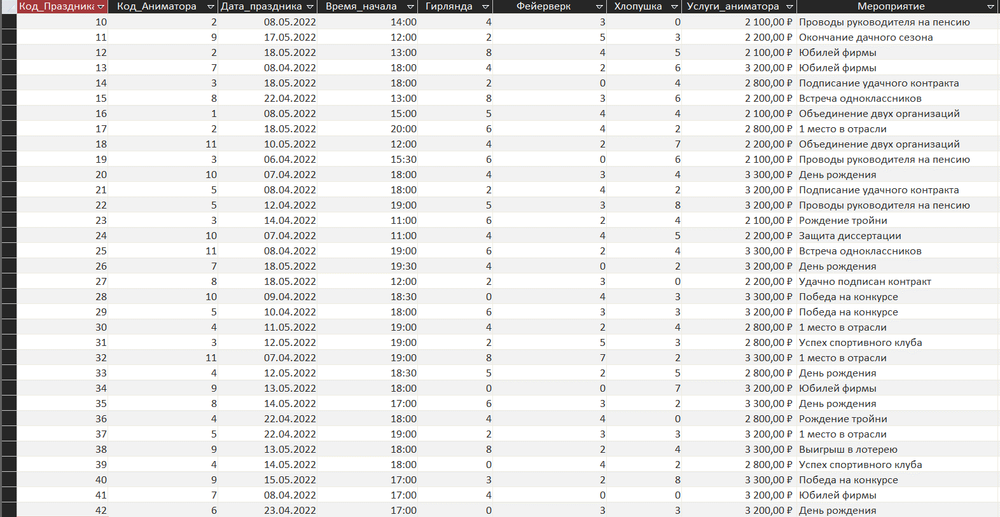 Код_Праздника Код_Аниматора Дата_праздника Время_начала Гирлянда Фейерверк Хлопушка Услуги_аниматора Мероприятие
10 2 08.05.2022 14:00 4 3 0 2 100,00 ₽ Проводы руководителя на пенсию
11 9 17.05.2022 12:00 2 5 3 2 200,00 ₽ Окончание дачного сезона
12 2 18.05.2022 13:00 8 4 5 2 100,00 ₽ Юбилей фирмы
13 7 08.04.2022 18:00 4 2 6 3 200,00 ₽ Юбилей фирмы
14 3 18.05.2022 18:00 2 0 4 2 800,00 ₽ Подписание удачного контракта
15 8 22.04.2022 13:00 8 3 6 2 200,00 ₽ Встреча одноклассников
16 1 08.05.2022 15:00 5 4 4 2 100,00 ₽ Объединение двух организаций
17 2 18.05.2022 20:00 6 4 2 2 800,00 ₽ 1 место в отрасли
18 11 10.05.2022 12:00 4 2 7 2 200,00 ₽ Объединение двух организаций
19 3 06.04.2022 15:30 6 0 6 2 100,00 ₽ Проводы руководителя на пенсию
20 10 07.04.2022 18:00 4 3 4 3 300,00 ₽ День рождения
21 5 08.04.2022 18:00 2 4 2 3 200,00 ₽ Подписание удачного контракта
22 5 12.04.2022 19:00 5 3 8 3 200,00 ₽ Проводы руководителя на пенсию
23 3 14.04.2022 11:00 6 2 4 2 100,00 ₽ Рождение тройни
24 10 07.04.2022 11:00 4 4 5 2 200,00 ₽ Защита диссертации
25 11 08.04.2022 19:00 6 2 4 3 300,00 ₽ Встреча одноклассников
26 7 18.05.2022 19:30 4 0 2 3 200,00 ₽ День рождения
27 8 18.05.2022 12:00 2 3 0 2 200,00 ₽ Удачно подписан контракт
28 10 09.04.2022 18:30 0 4 3 3 300,00 ₽ Победа на конкурсе
29 5 10.04.2022 18:00 6 3 3 3 200,00 ₽ Победа на конкурсе
30 4 11.05.2022 19:00 4 2 4 2 800,00 ₽ 1 место в отрасли
31 3 12.05.2022 19:00 2 5 3 2 800,00 ₽ Успех спортивного клуба
32 11 07.04.2022 19:00 8 7 2 3 300,00 ₽ 1 место в отрасли
33 4 12.05.2022 18:30 5 2 5 2 800,00 ₽ День рождения
34 9 13.05.2022 18:00 0 0 7 3 200,00 ₽ Юбилей фирмы
35 8 14.05.2022 17:00 6 3 2 3 300,00 ₽ День рождения
36 4 22.04.2022 18:00 4 4 0 2 800,00 ₽ Рождение тройни
37 5 22.04.2022 19:00 2 3 3 3 200,00 ₽ 1 место в отрасли
38 9 13.05.2022 18:00 8 2 4 3 300,00 ₽ Выигрыш в лотерею
39 4 14.05.2022 18:00 0 4 2 2 800,00 ₽ Успех спортивного клуба
40 9 15.05.2022 17:00 3 2 8 3 300,00 ₽ Победа на конкурсе
41 7 08.04.2022 17:00 4 0 0 3 200,00 ₽ Юбилей фирмы
42 6 23.04.2022 17:00 0 3 3 3 200,00 ₽ День рождения